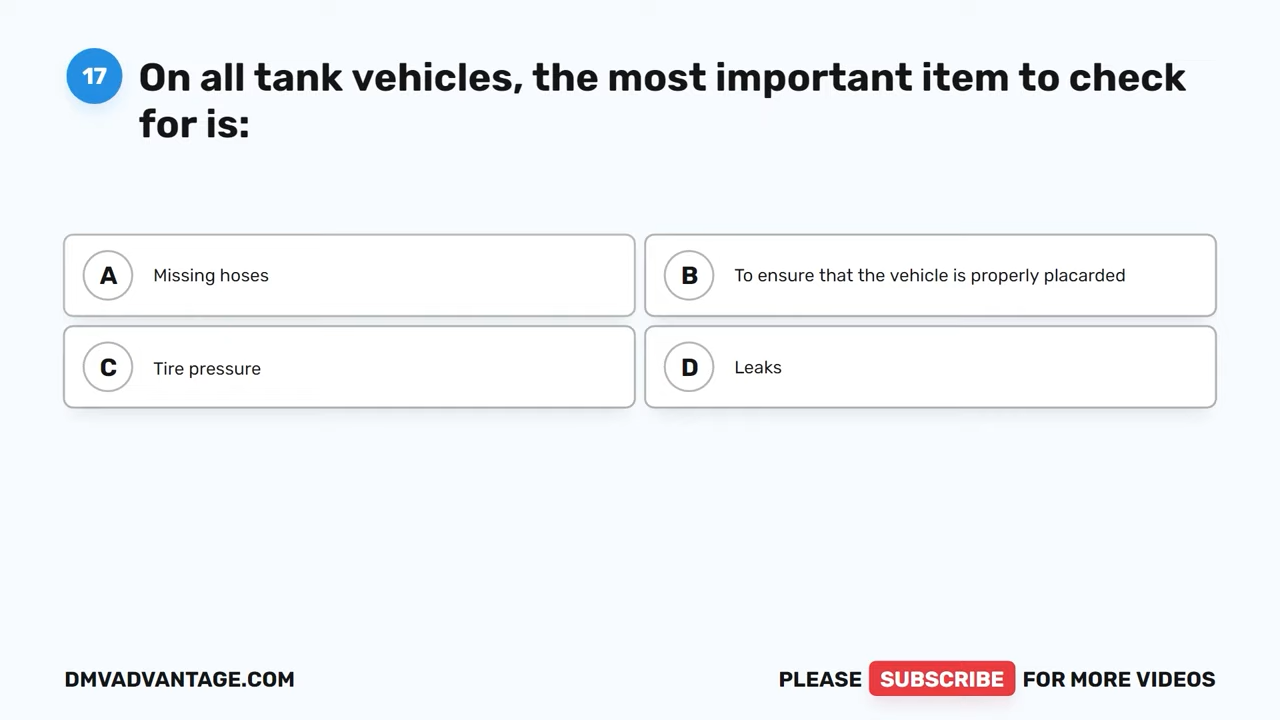 17
On all tank vehicles, the most important item to check
for is:
A Missing hoses
B To ensure that the vehicle is properly placarded
C Tire pressure
D Leaks
DMVADVANTAGE.COM
PLEASE SUBSCRIBE FOR MORE VIDEOS